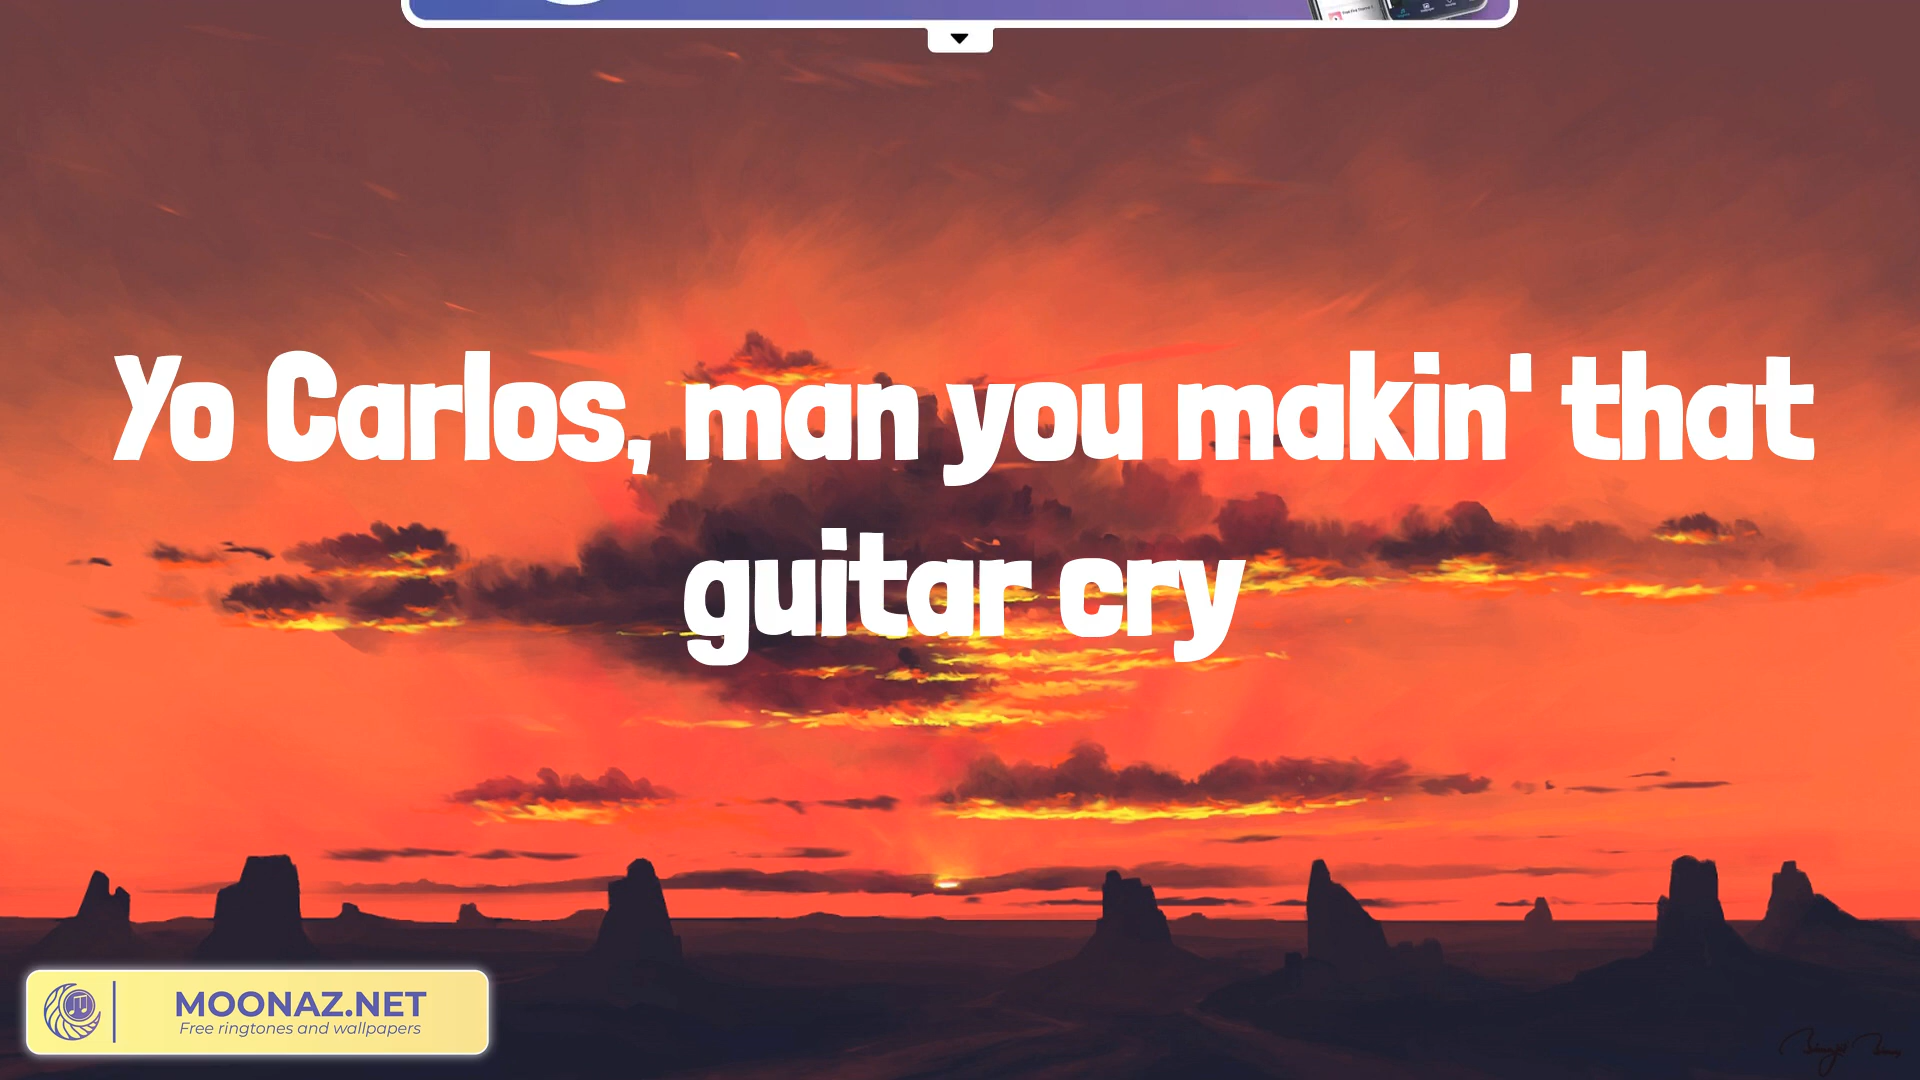 Yo Carlos, man you makin' that
guitar cry
MOONAZ.NET
Free ringtones and wallpapers